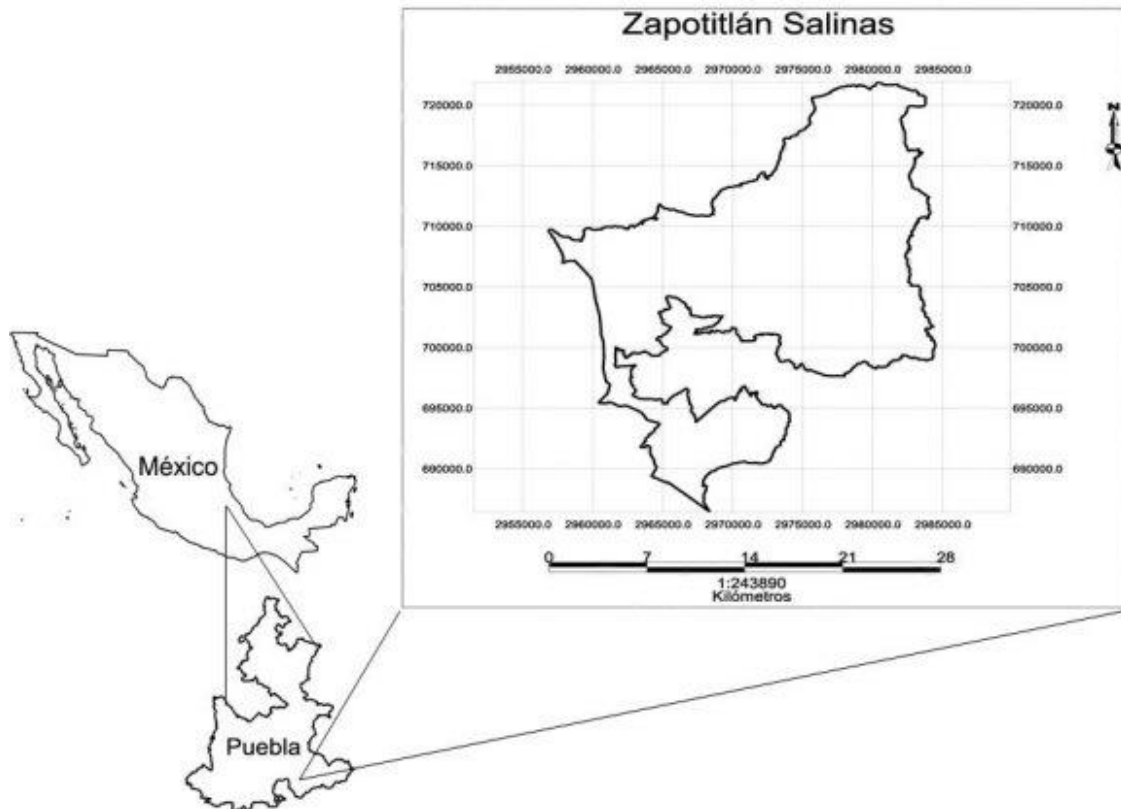 Zapotitlán Salinas
2955000.0 2960000.0 2965000.0 2970000.0 2975000.0 2980000.0 2985000.0
N
720000.0 720000.0
715000.0 715000.0
710000.0 710000.0
705000.0 705000.0
700000.0 700000.0
695000.0 695000.0
690000.0 690000.0
2955000.0 2960000.0 2965000.0 2970000.0 2975000.0 2980000.0 2985000.0
0 7 14 21 28
1:243890
Kilómetros
México
Puebla